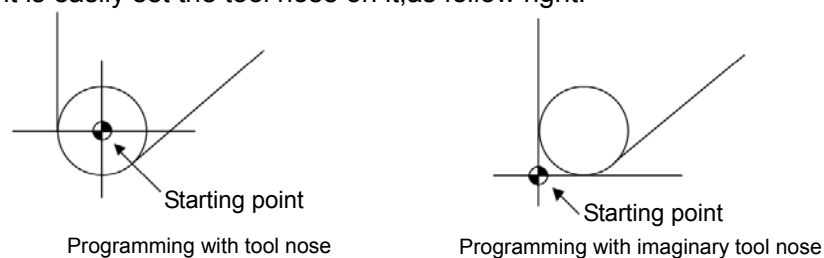 it is easily set the tool nose on it,as follow right.
Starting point
Starting point
Programming with tool nose
Programming with imaginary tool nose